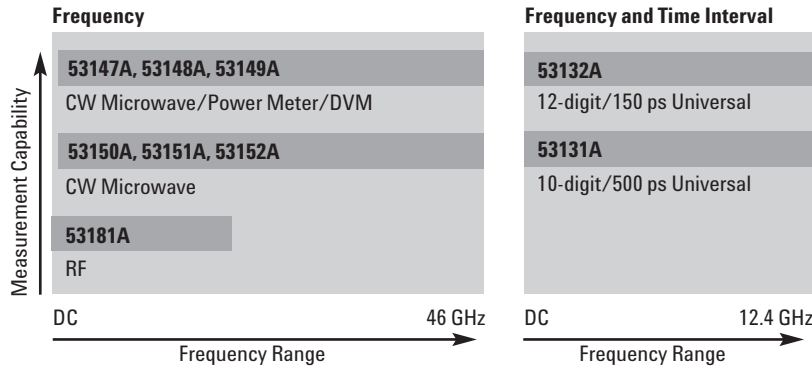 Frequency
Measurement Capability
53147A, 53148A, 53149A
CW Microwave/Power Meter/DVM
53150A, 53151A, 53152A
CW Microwave
53181A
RF
DC 46 GHz
Frequency Range
Frequency and Time Interval
53132A
12-digit/150 ps Universal
53131A
10-digit/500 ps Universal
DC 12.4 GHz
Frequency Range